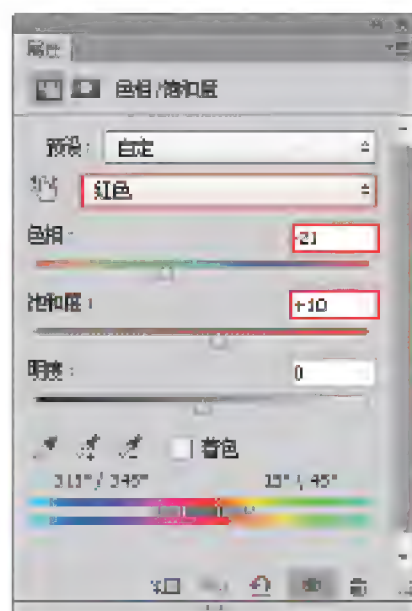 属性
色相/饱和度
预设： 自定
红色
色相： -21
饱和度： +10
明度： 0
着色
315°/ 345° 15° \ 45°